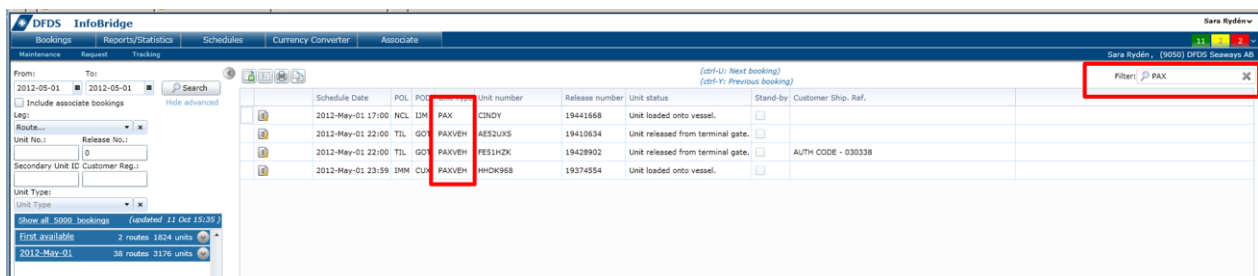 DFDS InfoBridge
Sara Rydén
Bookings Reports/Statistics Schedules Currency Converter Associate
11 2 2
Maintenance Request Tracking
Sara Rydén, (9050) DFDS Seaways AB
From: To:
2012-05-01 2012-05-01 Search
Include associate bookings Hide advanced
Leg:
Route...
Unit No.: Release No.:
0
Secondary Unit ID Customer Reg.:
Unit Type:
Unit Type
Show all 5000 bookings (updated 11 Oct 15:35)
First available 2 routes 1824 units
2012-May-01 38 routes 3176 units
(ctrl-U: Next booking)
(ctrl-Y: Previous booking)
Filter: PAX
Schedule Date POL POD Unit Type Unit number Release number Unit status Stand-by Customer Ship. Ref.
2012-May-01 17:00 NCL IJM PAX CINDY 19441668 Unit loaded onto vessel.
2012-May-01 22:00 TIL GOT PAXVEH AE52UXS 19410634 Unit released from terminal gate.
2012-May-01 22:00 TIL GOT PAXVEH FE51HZK 19428902 Unit released from terminal gate. AUTH CODE - 030338
2012-May-01 23:59 IMM CUX PAXVEH HHDK968 19374554 Unit loaded onto vessel.